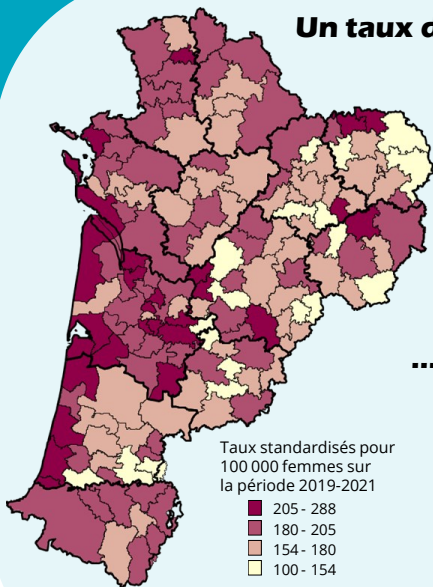 Un taux d
...
Taux standardisés pour
100 000 femmes sur
la période 2019-2021
205 - 288
180 - 205
154 - 180
100 - 154